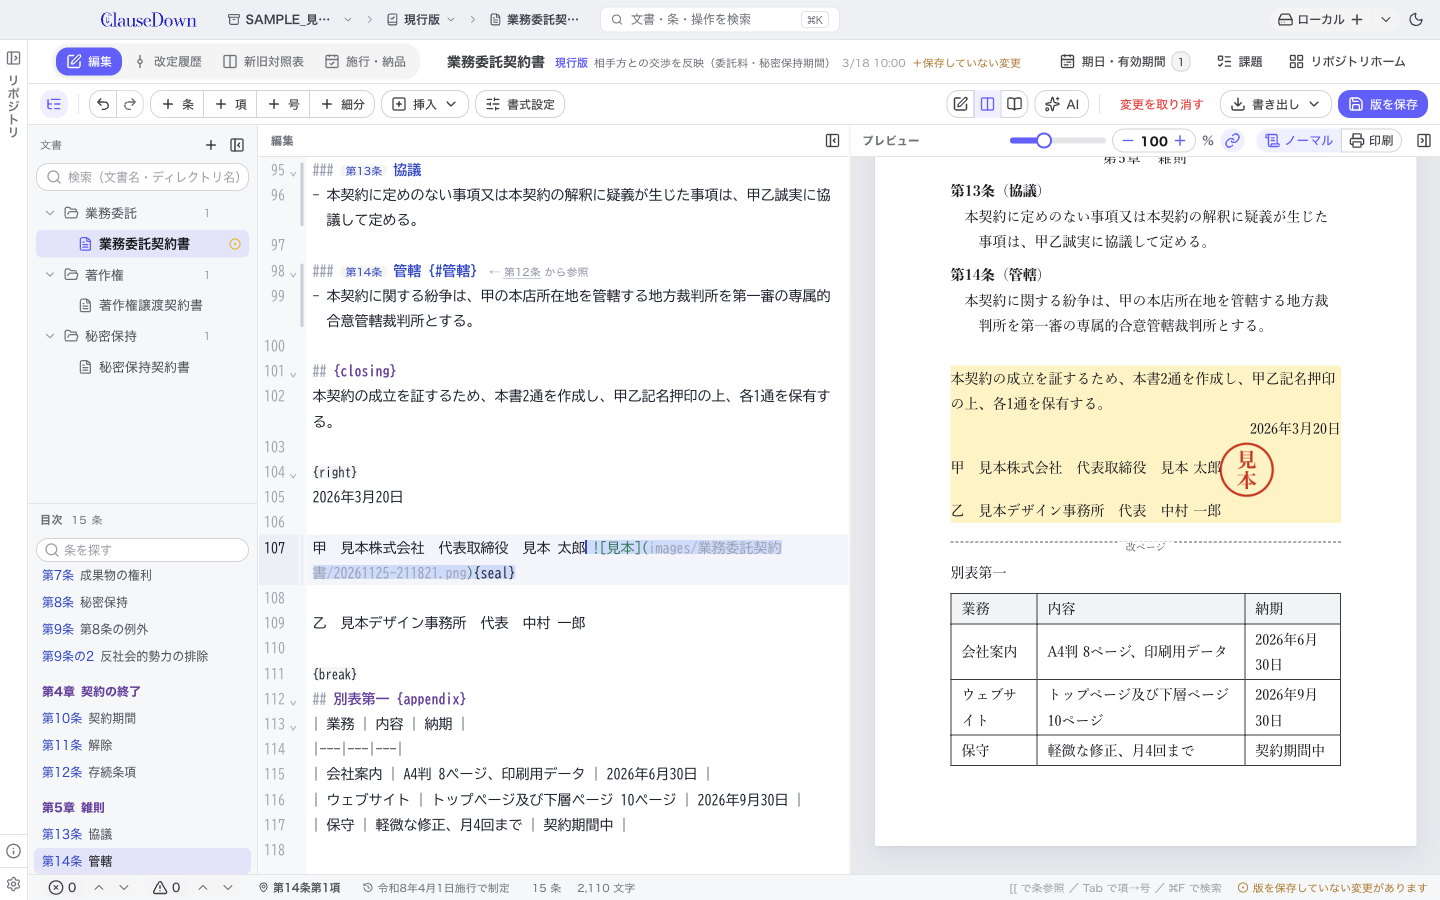 ClauseDown SAMPLE_見… 現行版 業務委託契約… 文書・条・操作を検索 ⌘K ローカル
編集 改定履歴 新旧対照表 施行・納品 業務委託契約書 現行版 相手方との交渉を反映（委託料・秘密保持期間） 3/18 10:00 +保存していない変更 期日・有効期間 1 課題 リポジトリホーム
リポジトリ
+ 条 + 項 + 号 + 細分 挿入 書式設定 AI 変更を取り消す 書き出し 版を保存
文書
検索（文書名・ディレクトリ名）
業務委託 1
業務委託契約書
著作権 1
著作権譲渡契約書
秘密保持 1
秘密保持契約書
目次 15 条
条を探す
第7条 成果物の権利
第8条 秘密保持
第9条 第8条の例外
第9条の2 反社会的勢力の排除
第4章 契約の終了
第10条 契約期間
第11条 解除
第12条 存続条項
第5章 雑則
第13条 協議
第14条 管轄
編集
95 ### 第13条 協議
96 - 本契約に定めのない事項又は本契約の解釈に疑義が生じた事項は、甲乙誠実に協
議して定める。
97
98 ### 第14条 管轄 {#管轄} ← 第12条 から参照
99 - 本契約に関する紛争は、甲の本店所在地を管轄する地方裁判所を第一審の専属的
合意管轄裁判所とする。
100
101 ## {closing}
102 本契約の成立を証するため、本書2通を作成し、甲乙記名押印の上、各1通を保有す
る。
103
104 {right}
105 2026年3月20日
106
107 甲 見本株式会社 代表取締役 見本 太郎 ![見本](images/業務委託契約
書/20261125-211821.png){seal}
108
109 乙 見本デザイン事務所 代表 中村 一郎
110
111 {break}
112 ## 別表第一 {appendix}
113 | 業務 | 内容 | 納期 |
114 |---|---|---|
115 | 会社案内 | A4判 8ページ、印刷用データ | 2026年6月30日 |
116 | ウェブサイト | トップページ及び下層ページ 10ページ | 2026年9月30日 |
117 | 保守 | 軽微な修正、月4回まで | 契約期間中 |
118
プレビュー − 100 + % ノーマル 印刷
第5章 雑則
第13条（協議）
本契約に定めのない事項又は本契約の解釈に疑義が生じた
事項は、甲乙誠実に協議して定める。
第14条（管轄）
本契約に関する紛争は、甲の本店所在地を管轄する地方裁
判所を第一審の専属的合意管轄裁判所とする。
本契約の成立を証するため、本書2通を作成し、甲乙記名押印
の上、各1通を保有する。
2026年3月20日
甲 見本株式会社 代表取締役 見本 太郎
見
本
乙 見本デザイン事務所 代表 中村 一郎
改ページ
別表第一
業務 内容 納期
会社案内 A4判 8ページ、印刷用データ 2026年6月
30日
ウェブサ トップページ及び下層ページ 2026年9月
イト 10ページ 30日
保守 軽微な修正、月4回まで 契約期間中
0 0 第14条第1項 令和8年4月1日施行で制定 15 条 2,110 文字 [[ で条参照 ／ Tab で項→号 ／ ⌘F で検索 版を保存していない変更があります